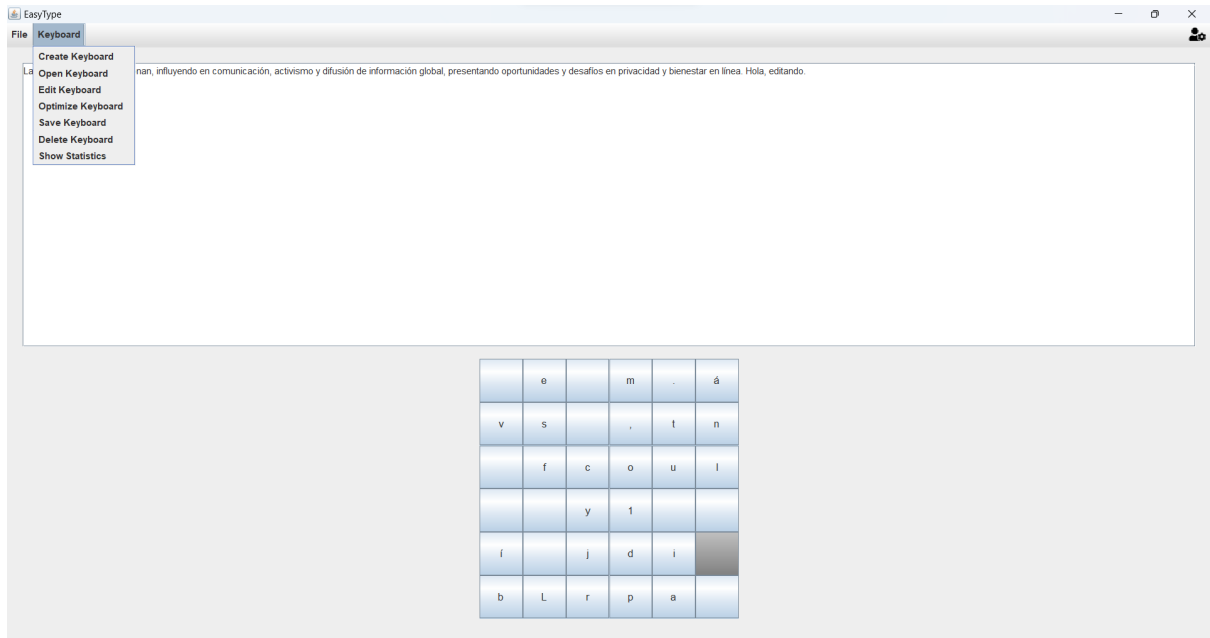 EasyType
File Keyboard
Create Keyboard
Open Keyboard
Edit Keyboard
Optimize Keyboard
Save Keyboard
Delete Keyboard
Show Statistics
La nan, influyendo en comunicación, activismo y difusión de información global, presentando oportunidades y desafíos en privacidad y bienestar en línea. Hola, editando.
e m . á
v s , t n
f c o u l
y 1
í j d i
b L r p a